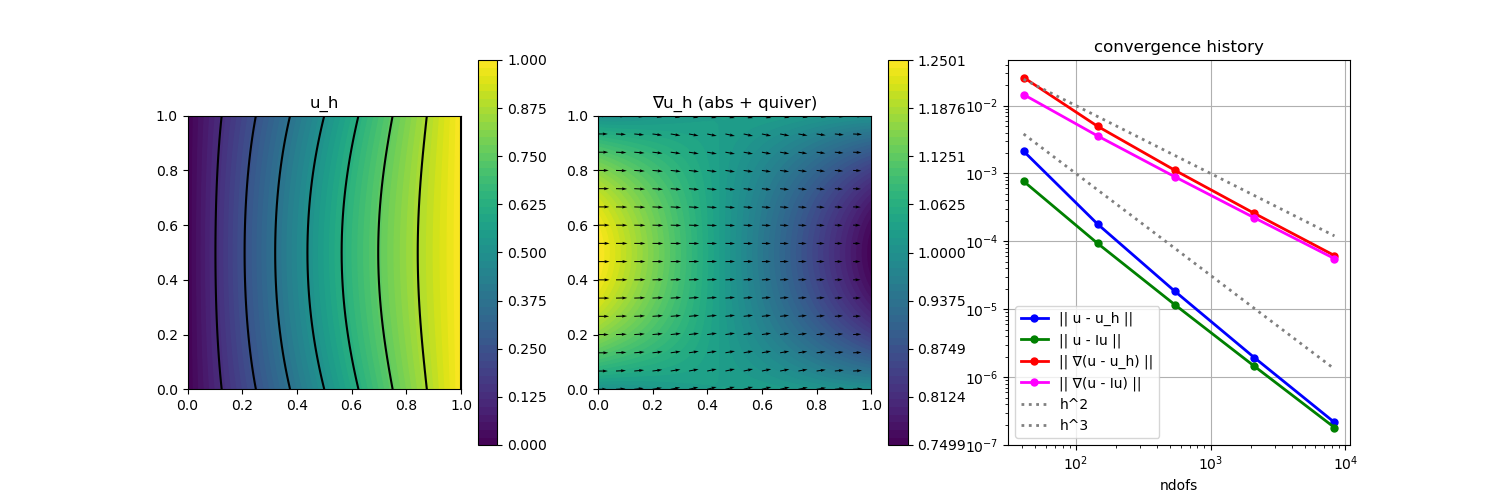 u_h
1.0
0.8
0.6
0.4
0.2
0.0
0.0 0.2 0.4 0.6 0.8 1.0
1.000
0.875
0.750
0.625
0.500
0.375
0.250
0.125
0.000
∇u_h (abs + quiver)
1.0
0.8
0.6
0.4
0.2
0.0
0.0 0.2 0.4 0.6 0.8 1.0
1.2501
1.1876
1.1251
1.0625
1.0000
0.9375
0.8749
0.8124
0.7499
convergence history
10^-2
10^-3
10^-4
10^-5
10^-6
10^-7
|| u - u_h ||
|| u - Iu ||
|| ∇(u - u_h) ||
|| ∇(u - Iu) ||
h^2
h^3
10^2 10^3 10^4
ndofs